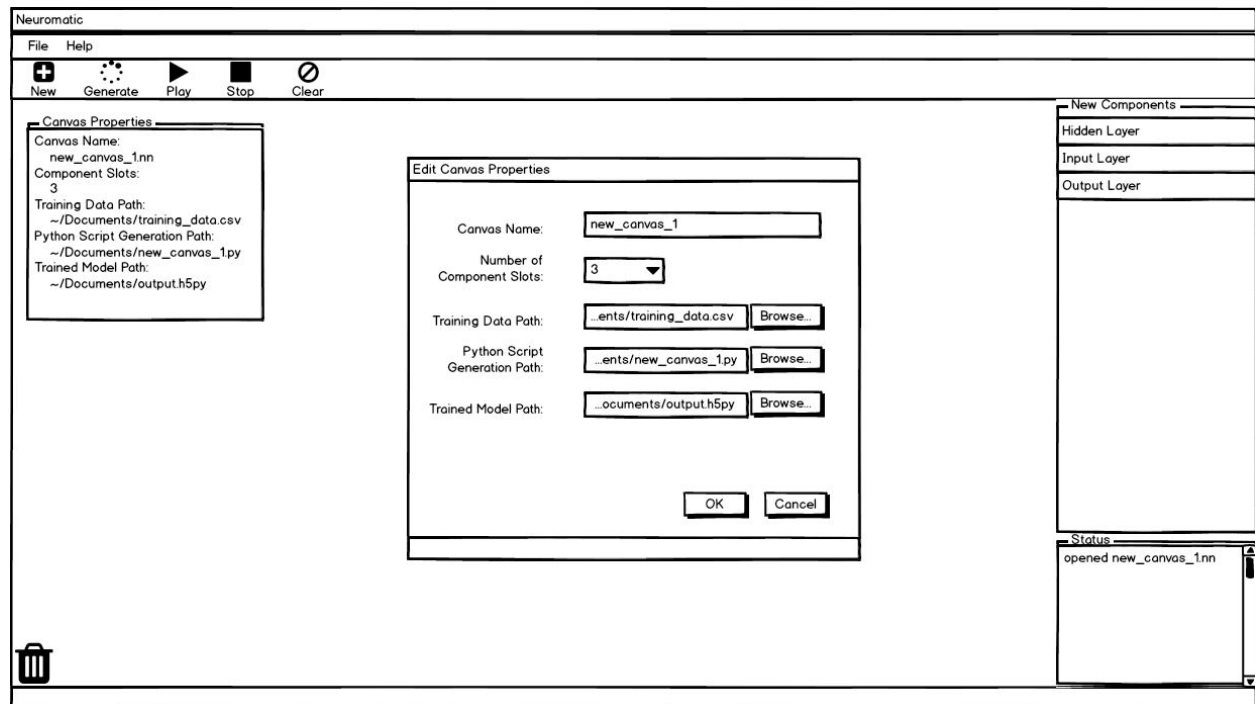 Neuromatic
File Help
New Generate Play Stop Clear
Canvas Properties
Canvas Name:
new_canvas_1.nn
Component Slots:
3
Training Data Path:
~/Documents/training_data.csv
Python Script Generation Path:
~/Documents/new_canvas_1.py
Trained Model Path:
~/Documents/output.h5py
Edit Canvas Properties
Canvas Name: new_canvas_1
Number of
Component Slots: 3
Training Data Path: ...ents/training_data.csv Browse...
Python Script
Generation Path: ...ents/new_canvas_1.py Browse...
Trained Model Path: ...ocuments/output.h5py Browse...
OK Cancel
New Components
Hidden Layer
Input Layer
Output Layer
Status
opened new_canvas_1.nn